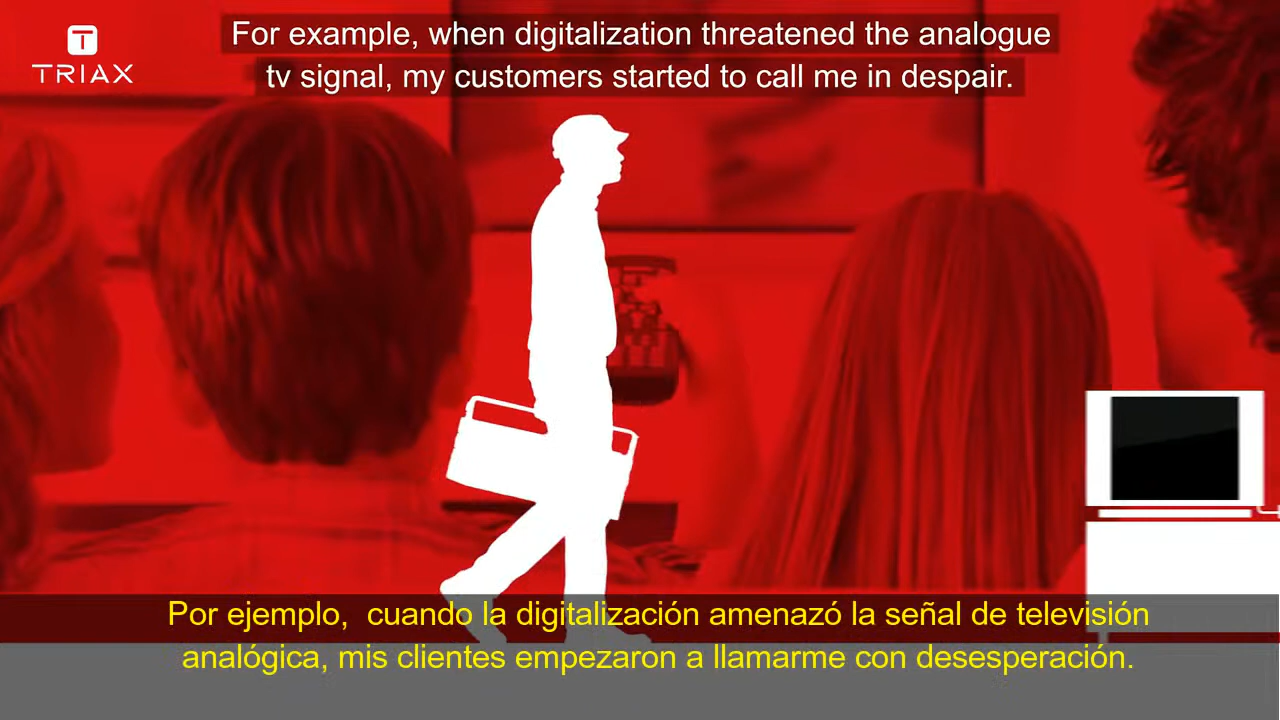 For example, when digitalization threatened the analogue
tv signal, my customers started to call me in despair.
T
TRIAX
Por ejemplo,  cuando la digitalización amenazó la señal de televisión
analógica, mis clientes empezaron a llamarme con desesperación.